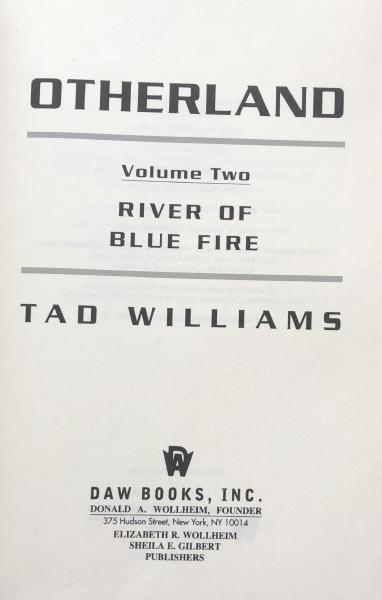 OTHERLAND
Volume Two
RIVER OF
BLUE FIRE
TAD WILLIAMS
DAW
DAW BOOKS, INC.
DONALD A. WOLLHEIM, FOUNDER
375 Hudson Street, New York, NY 10014
ELIZABETH R. WOLLHEIM
SHEILA E. GILBERT
PUBLISHERS